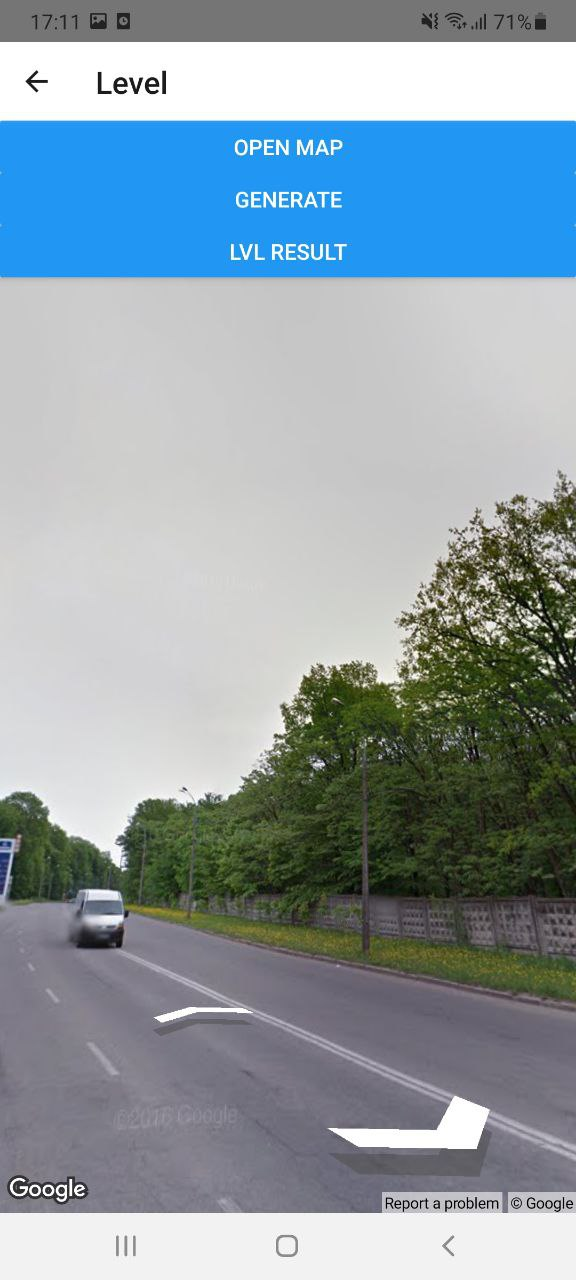 17:11 71%
Level
OPEN MAP
GENERATE
LVL RESULT
©2016 Google
Google
Report a problem © Google